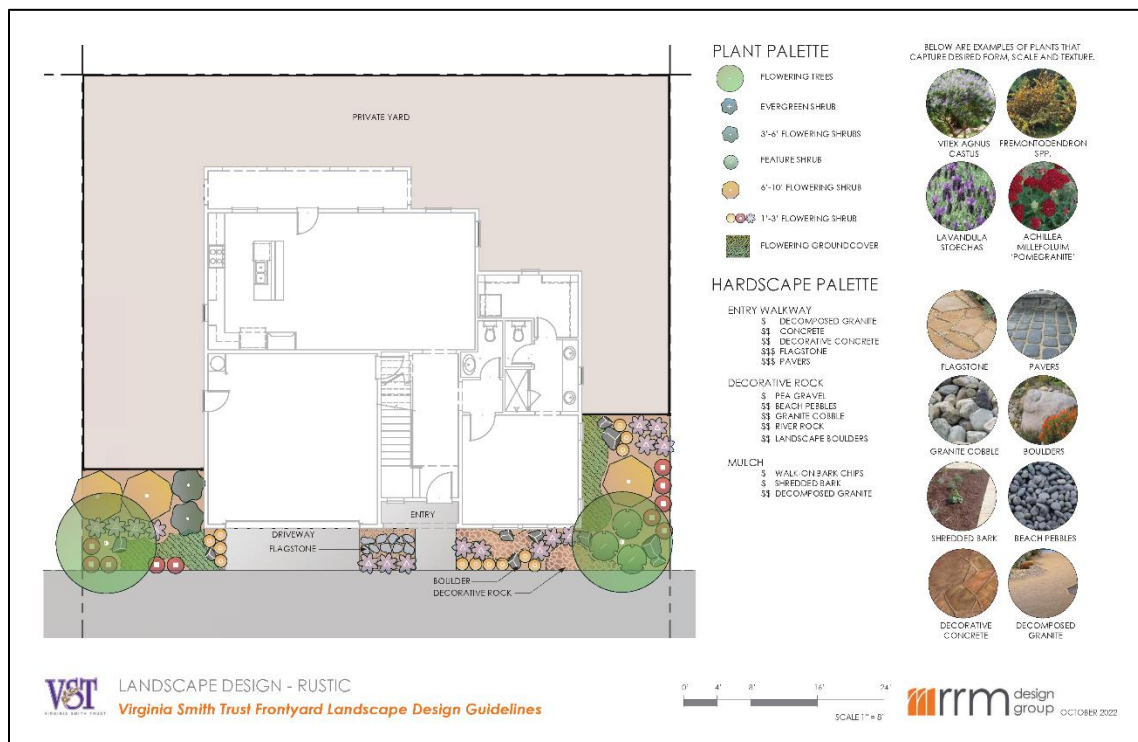 PRIVATE YARD
ENTRY
DRIVEWAY
FLAGSTONE
BOULDER
DECORATIVE ROCK
PLANT PALETTE
FLOWERING TREES
EVERGREEN SHRUB
3'-6' FLOWERING SHRUBS
FEATURE SHRUB
6'-10' FLOWERING SHRUB
1'-3' FLOWERING SHRUB
FLOWERING GROUNDCOVER
HARDSCAPE PALETTE
ENTRY WALKWAY
$ DECOMPOSED GRANITE
$$ CONCRETE
$$ DECORATIVE CONCRETE
$$$ FLAGSTONE
$$$ PAVERS
DECORATIVE ROCK
$ PEA GRAVEL
$$ BEACH PEBBLES
$$ GRANITE COBBLE
$$ RIVER ROCK
$$ LANDSCAPE BOULDERS
MULCH
$ WALK-ON BARK CHIPS
$ SHREDDED BARK
$$ DECOMPOSED GRANITE
BELOW ARE EXAMPLES OF PLANTS THAT
CAPTURE DESIRED FORM, SCALE AND TEXTURE.
VITEX AGNUS
CASTUS
FREMONTODENDRON
SPP.
LAVANDULA
STOECHAS
ACHILLEA
MILLEFOLUIM
'POMEGRANITE'
FLAGSTONE
PAVERS
GRANITE COBBLE
BOULDERS
SHREDDED BARK
BEACH PEBBLES
DECORATIVE
CONCRETE
DECOMPOSED
GRANITE
VST
VIRGINIA SMITH TRUST
LANDSCAPE DESIGN - RUSTIC
Virginia Smith Trust Frontyard Landscape Design Guidelines
0' 4' 8' 16' 24'
SCALE 1" = 8'
rrm design
group
OCTOBER 2022